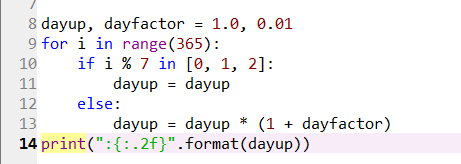 8 dayup, dayfactor = 1.0, 0.01
9 for i in range(365):
10     if i % 7 in [0, 1, 2]:
11         dayup = dayup
12     else:
13         dayup = dayup * (1 + dayfactor)
14 print(":{:.2f}".format(dayup))